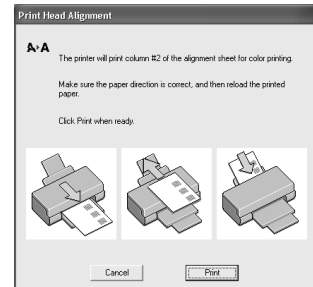 Print Head Alignment
A▸A
The printer will print column #2 of the alignment sheet for color printing.
Make sure the paper direction is correct, and then reload the printed
paper.
Click Print when ready.
Cancel
Print